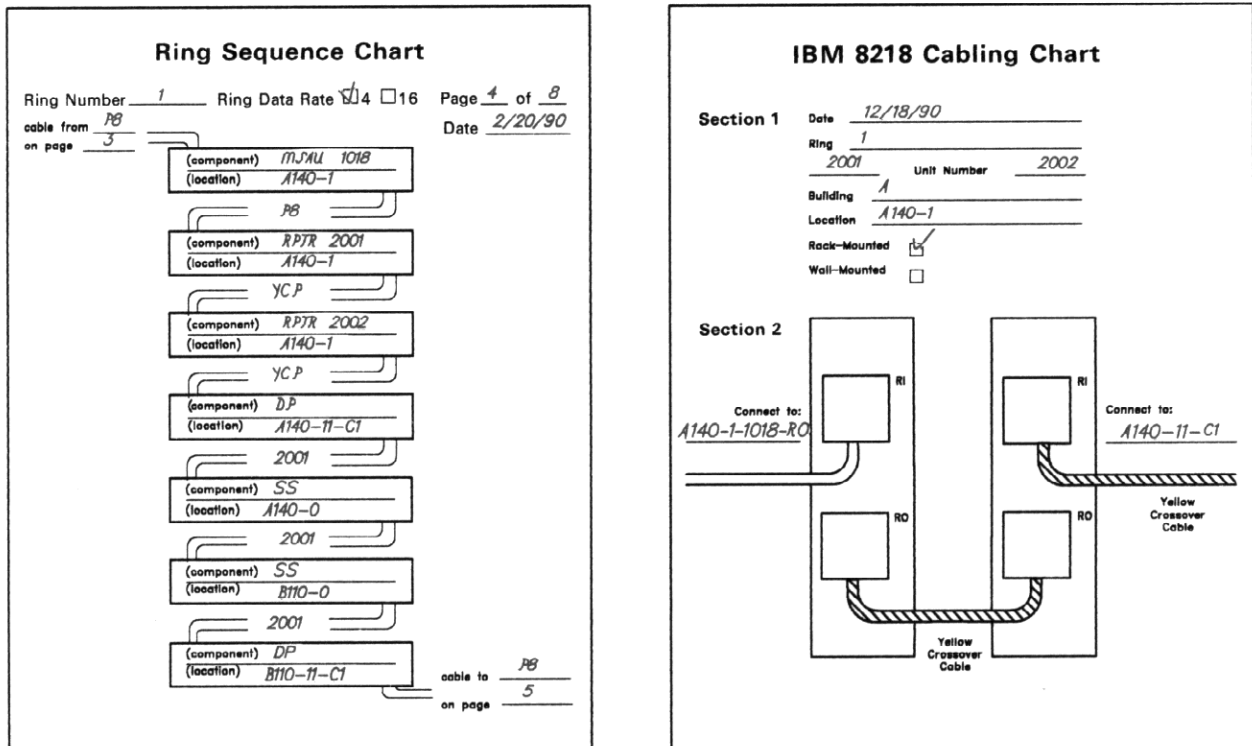 Ring Sequence Chart
Ring Number 1 Ring Data Rate 4 16 Page 4 of 8
cable from P8
on page 3
Date 2/20/90
(component) MSAU 1018
(location) A140-1
P8
(component) RPTR 2001
(location) A140-1
YCP
(component) RPTR 2002
(location) A140-1
YCP
(component) DP
(location) A140-11-C1
2001
(component) SS
(location) A140-0
2001
(component) SS
(location) B110-0
2001
(component) DP
(location) B110-11-C1
cable to P8
on page 5
IBM 8218 Cabling Chart
Section 1
Date 12/18/90
Ring 1
2001 Unit Number 2002
Building A
Location A140-1
Rack-Mounted
Wall-Mounted
Section 2
RI
RI
Connect to:
A140-1-1018-RO
Connect to:
A140-11-C1
Yellow
Crossover
Cable
RO
RO
Yellow
Crossover
Cable